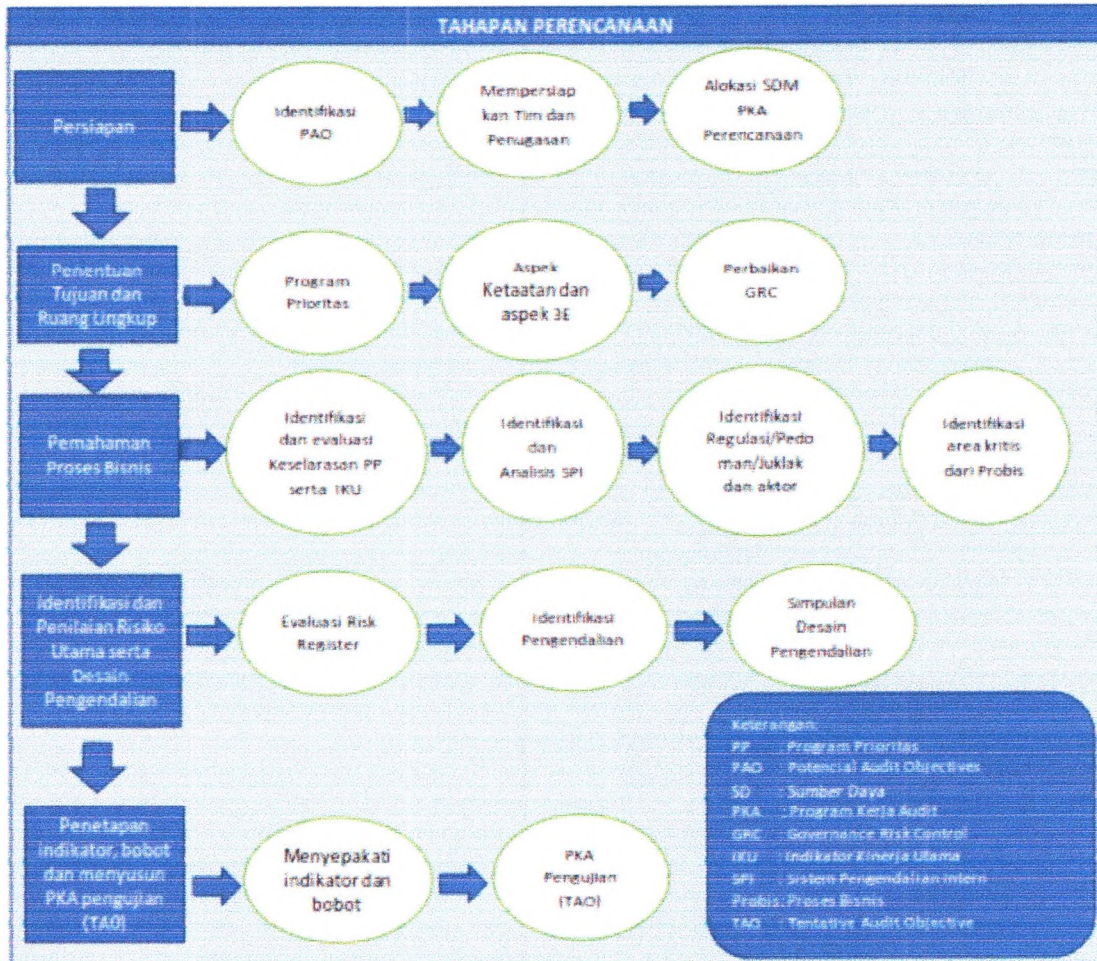 TAHAPAN PERENCANAAN
Persiapan
Identifikasi
PAO
Mempersiap
kan Tim dan
Penugasan
Alokasi SDM
PKA
Perencanaan
Penentuan
Tujuan dan
Ruang Lingkup
Program
Prioritas
Aspek
Ketaatan dan
aspek 3E
Perbaikan
GRC
Pemahaman
Proses Bisnis
Identifikasi
dan evaluasi
Keselarasan PP
serta IKU
Identifikasi
dan
Analisis SPI
Identifikasi
Regulasi/Pedo
man/Juklak
dan aktor
Identifikasi
area kritis
dari Probis
Identifikasi dan
Penilaian Risiko
Utama serta
Desain
Pengendalian
Evaluasi Risk
Register
Identifikasi
Pengendalian
Simpulan
Desain
Pengendalian
Penetapan
indikator, bobot
dan menyusun
PKA pengujian
(TAO)
Menyepakati
indikator dan
bobot
PKA
Pengujian
(TAO)
Keterangan:
PP : Program Prioritas
PAO : Potencial Audit Objectives
SD : Sumber Daya
PKA : Program Kerja Audit
GRC : Governance Risk Control
IKU : Indikator Kinerja Utama
SPI : Sistem Pengendalian Intern
Probis : Proses Bisnis
TAO : Tentative Audit Objective